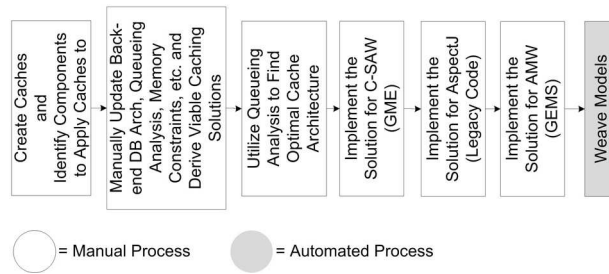 Create Caches
and
Identify Components
to Apply Caches to
Manually Update Back-
end DB Arch, Queueing
Analysis, Memory
Constraints, etc. and
Derive Viable Caching
Solutions
Utilize Queueing
Analysis to Find
Optimal Cache
Architecture
Implement the
Solution for C-SAW
(GME)
Implement the
Solution for AspectJ
(Legacy Code)
Implement the
Solution for AMW
(GEMS)
Weave Models
= Manual Process
= Automated Process